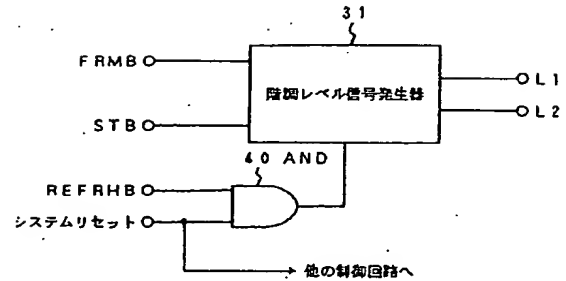 31
FRMB
階調レベル信号発生器
L1
L2
STB
40 AND
REFRHB
システムリセット
他の制御回路へ